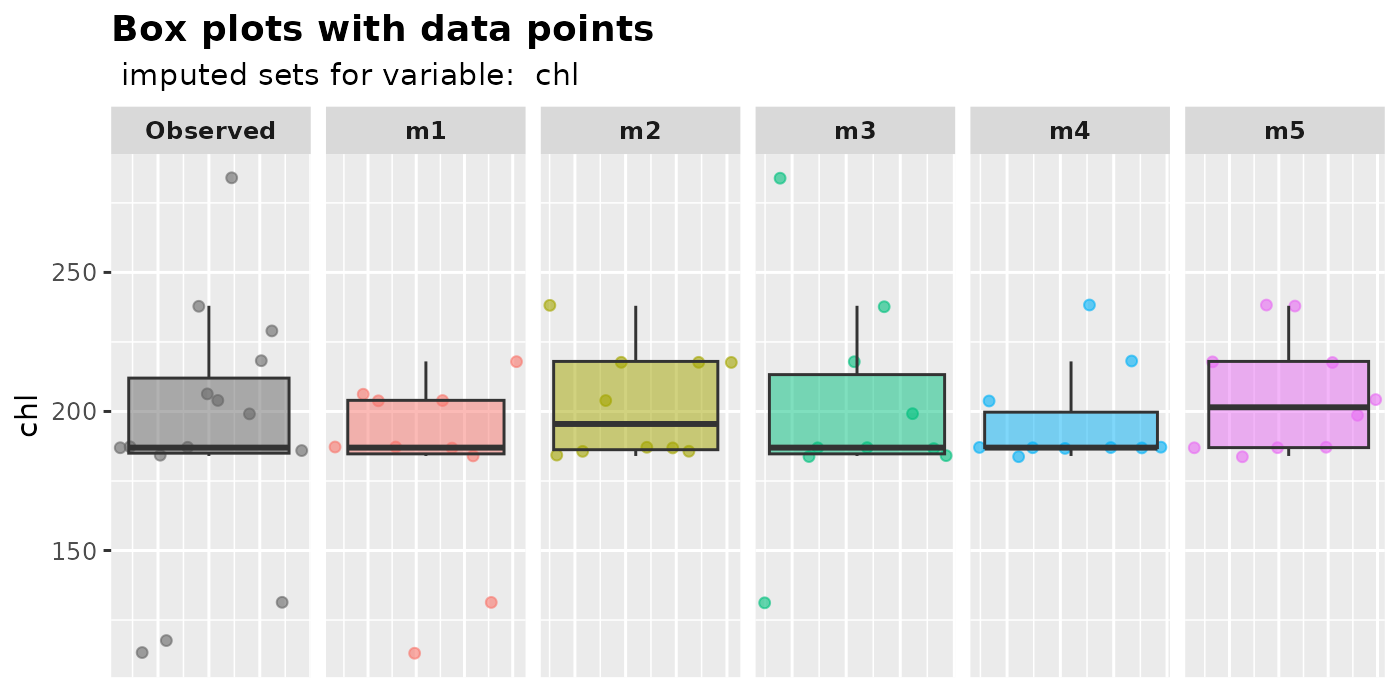 Box plots with data points
imputed sets for variable:  chl
Observed m1 m2 m3 m4 m5
250
200
150
chl